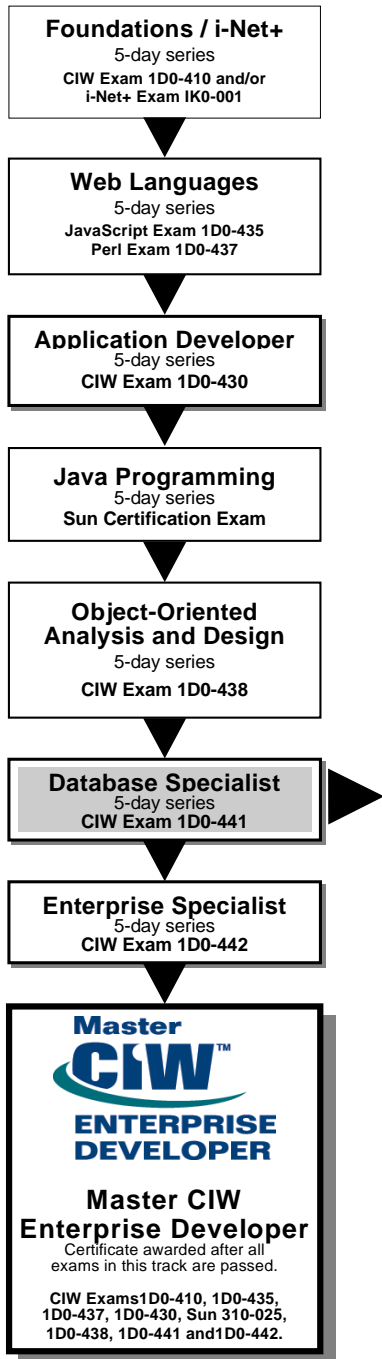 Foundations / i-Net+
5-day series
CIW Exam 1D0-410 and/or
i-Net+ Exam IK0-001
Web Languages
5-day series
JavaScript Exam 1D0-435
Perl Exam 1D0-437
Application Developer
5-day series
CIW Exam 1D0-430
Java Programming
5-day series
Sun Certification Exam
Object-Oriented
Analysis and Design
5-day series
CIW Exam 1D0-438
Database Specialist
5-day series
CIW Exam 1D0-441
Enterprise Specialist
5-day series
CIW Exam 1D0-442
Master
CIW™
ENTERPRISE
DEVELOPER
Master CIW
Enterprise Developer
Certificate awarded after all
exams in this track are passed.
CIW Exams1D0-410, 1D0-435,
1D0-437, 1D0-430, Sun 310-025,
1D0-438, 1D0-441 and1D0-442.